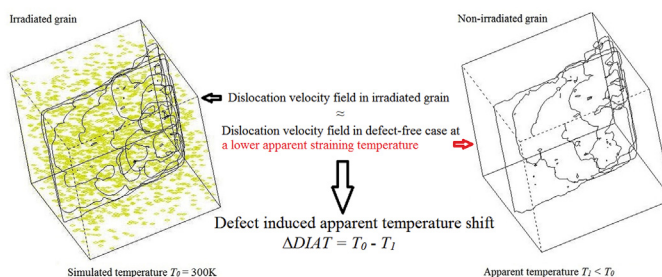 Irradiated grain
Non-irradiated grain
Dislocation velocity field in irradiated grain
≈
Dislocation velocity field in defect-free case at
a lower apparent straining temperature
Defect induced apparent temperature shift
ΔDIAT = T₀ - T₁
Simulated temperature T₀ = 300K
Apparent temperature T₁ < T₀